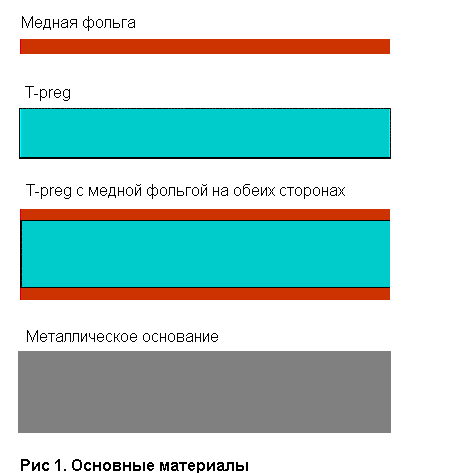 Медная фольга
T-preg
T-preg с медной фольгой на обеих сторонах
Металлическое основание
Рис 1. Основные материалы